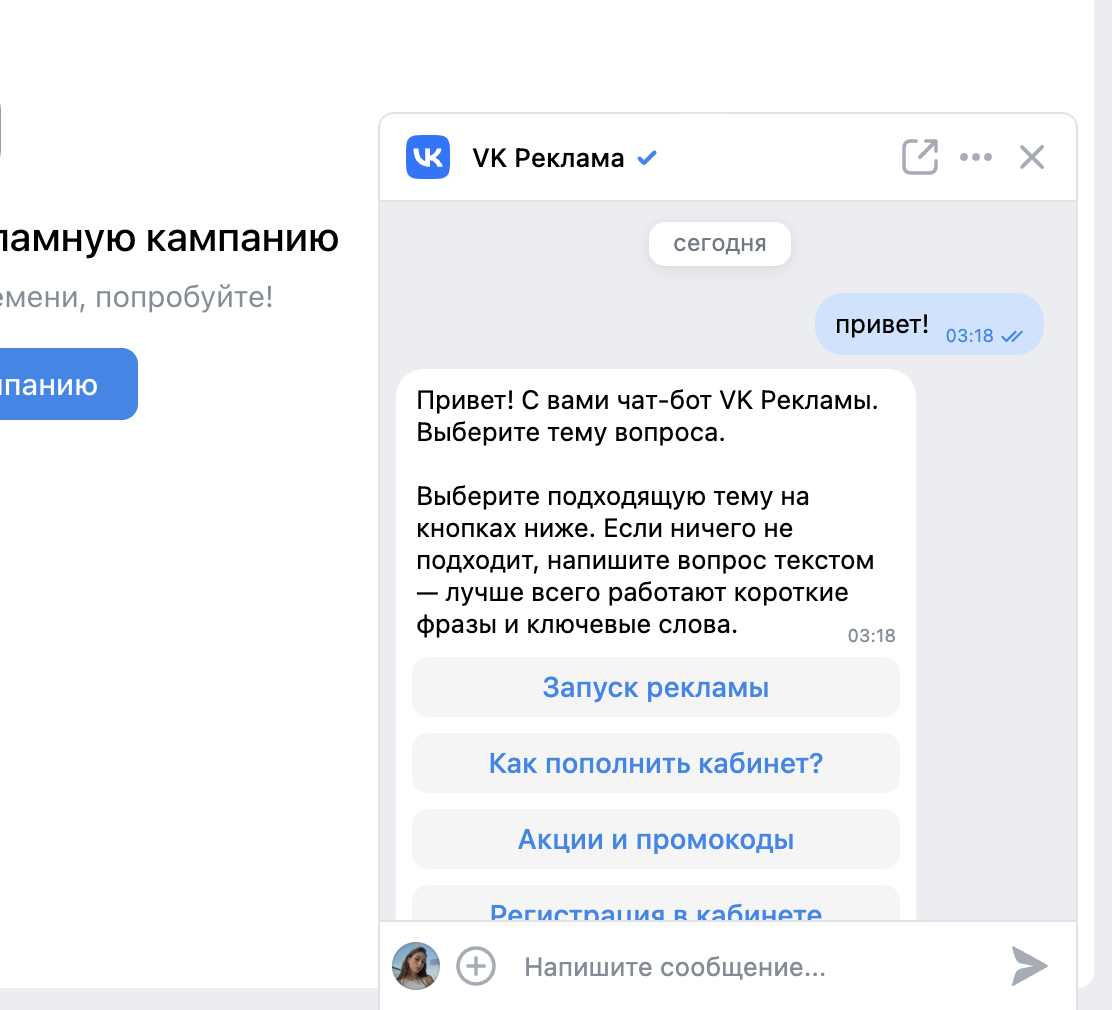 VK Реклама
сегодня
ламную кампанию
привет!
03:18
емени, попробуйте!
мпанию
Привет! С вами чат-бот VK Рекламы.
Выберите тему вопроса.
Выберите подходящую тему на
кнопках ниже. Если ничего не
подходит, напишите вопрос текстом
— лучше всего работают короткие
фразы и ключевые слова.
03:18
Запуск рекламы
Как пополнить кабинет?
Акции и промокоды
Регистрация в кабинете
Напишите сообщение...